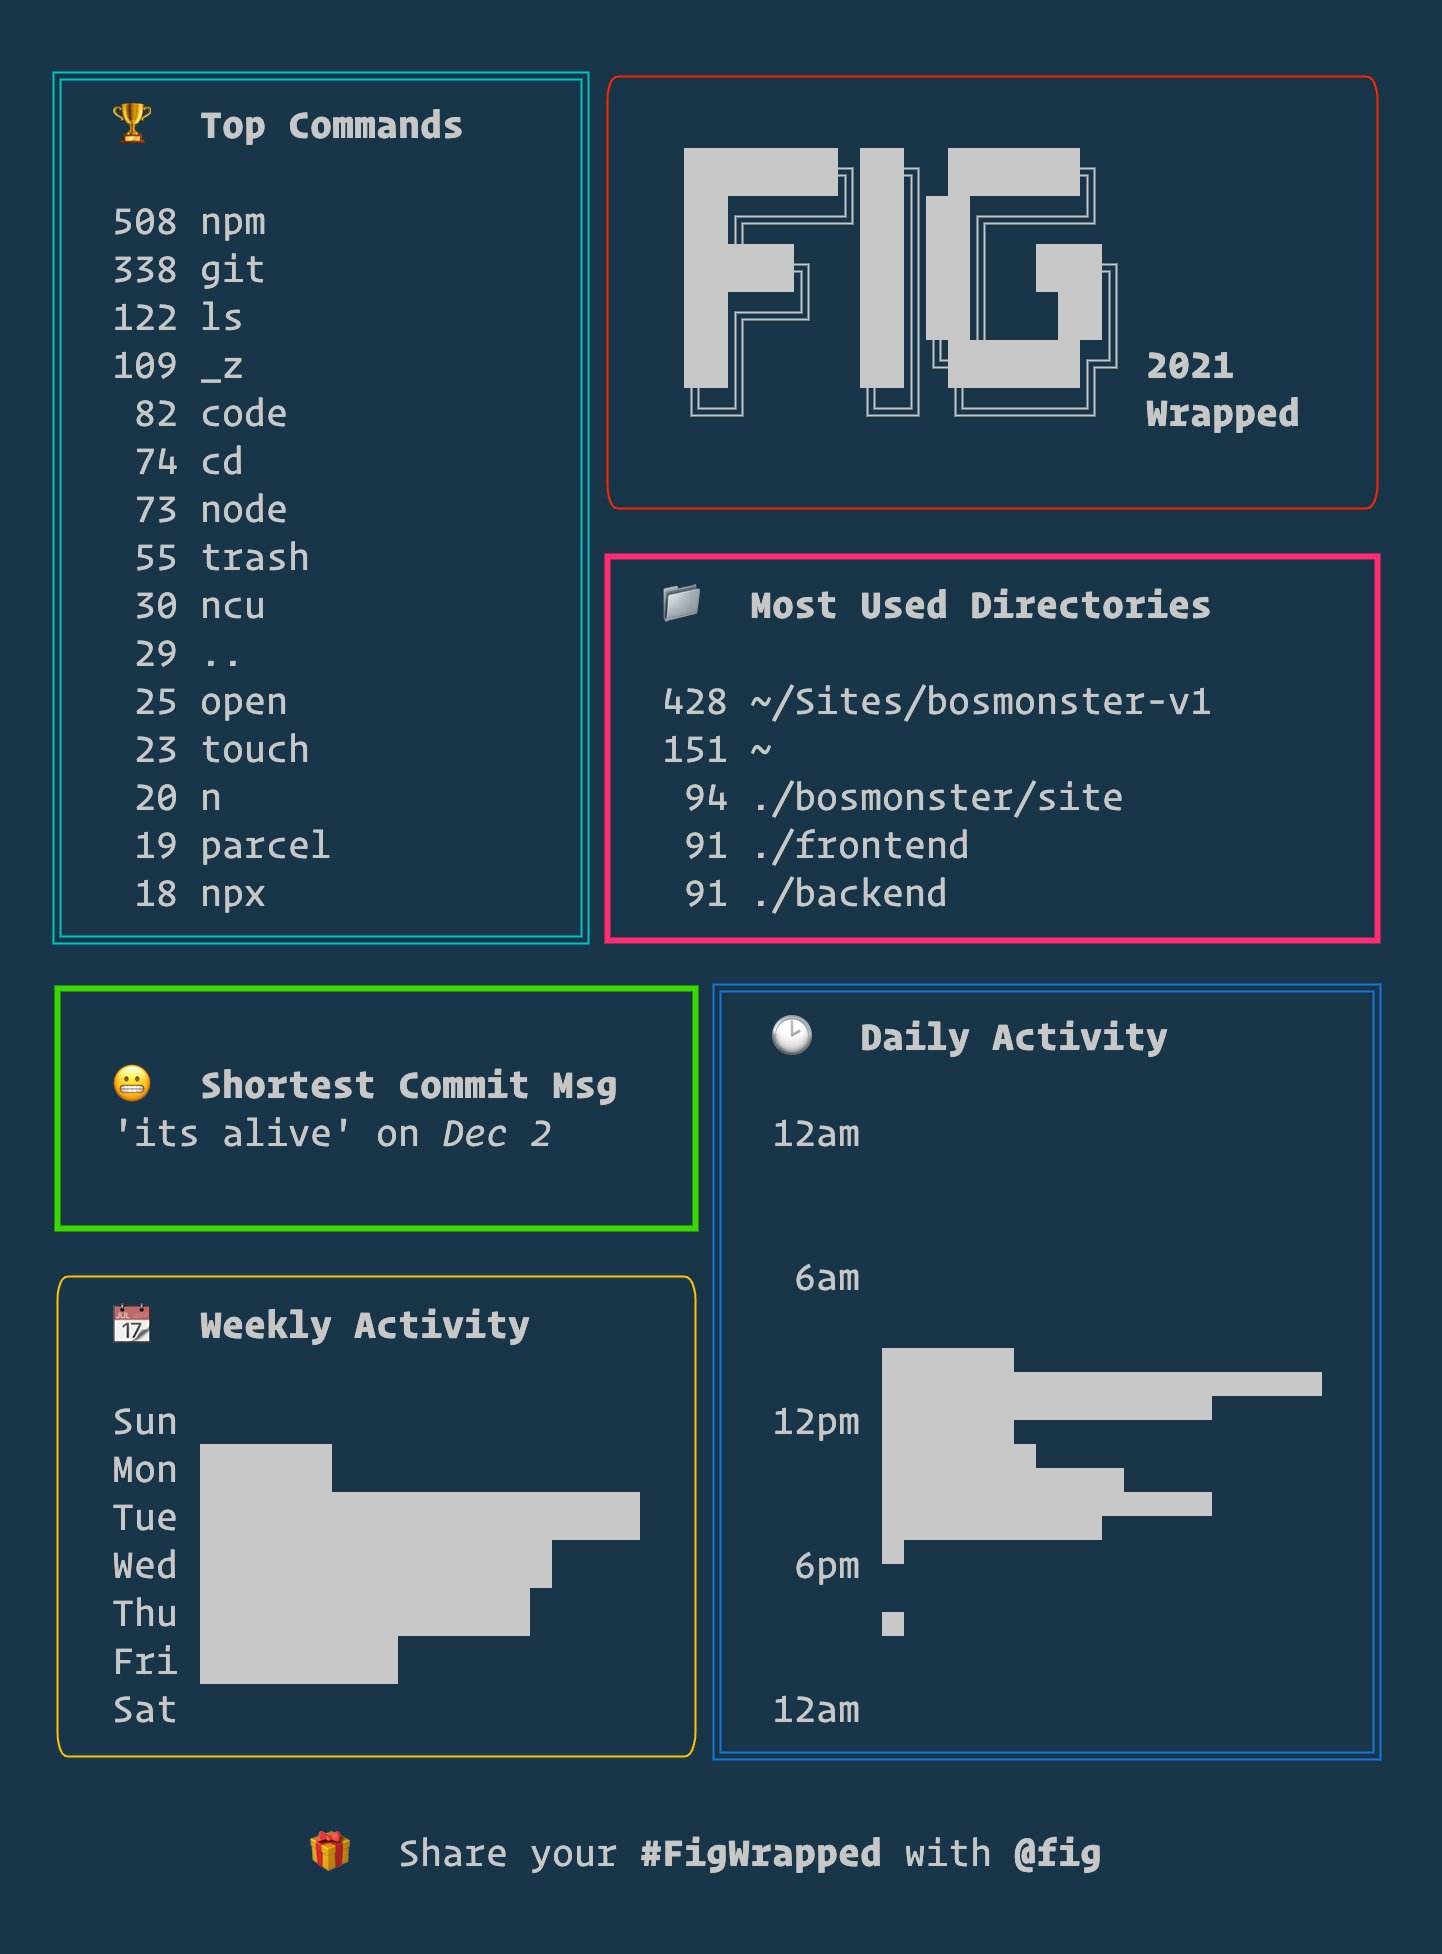 🏆 Top Commands
508 npm
338 git
122 ls
109 _z
82 code
74 cd
73 node
55 trash
30 ncu
29 ..
25 open
23 touch
20 n
19 parcel
18 npx
FIG
2021
Wrapped
📁 Most Used Directories
428 ~/Sites/bosmonster-v1
151 ~
94 ./bosmonster/site
91 ./frontend
91 ./backend
😬 Shortest Commit Msg
'its alive' on Dec 2
📆 Weekly Activity
Sun
Mon
Tue
Wed
Thu
Fri
Sat
🕑 Daily Activity
12am
6am
12pm
6pm
12am
🎁 Share your #FigWrapped with @fig